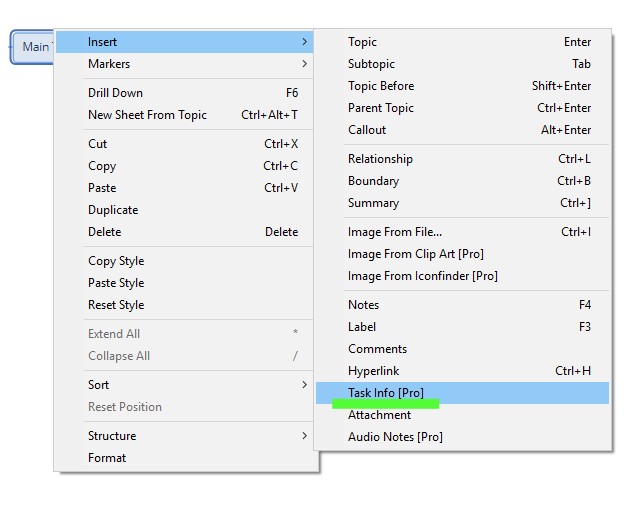 Main
Insert
Markers
Drill Down F6
New Sheet From Topic Ctrl+Alt+T
Cut Ctrl+X
Copy Ctrl+C
Paste Ctrl+V
Duplicate
Delete Delete
Copy Style
Paste Style
Reset Style
Extend All *
Collapse All /
Sort
Reset Position
Structure
Format
Topic Enter
Subtopic Tab
Topic Before Shift+Enter
Parent Topic Ctrl+Enter
Callout Alt+Enter
Relationship Ctrl+L
Boundary Ctrl+B
Summary Ctrl+]
Image From File... Ctrl+I
Image From Clip Art [Pro]
Image From Iconfinder [Pro]
Notes F4
Label F3
Comments
Hyperlink Ctrl+H
Task Info [Pro]
Attachment
Audio Notes [Pro]